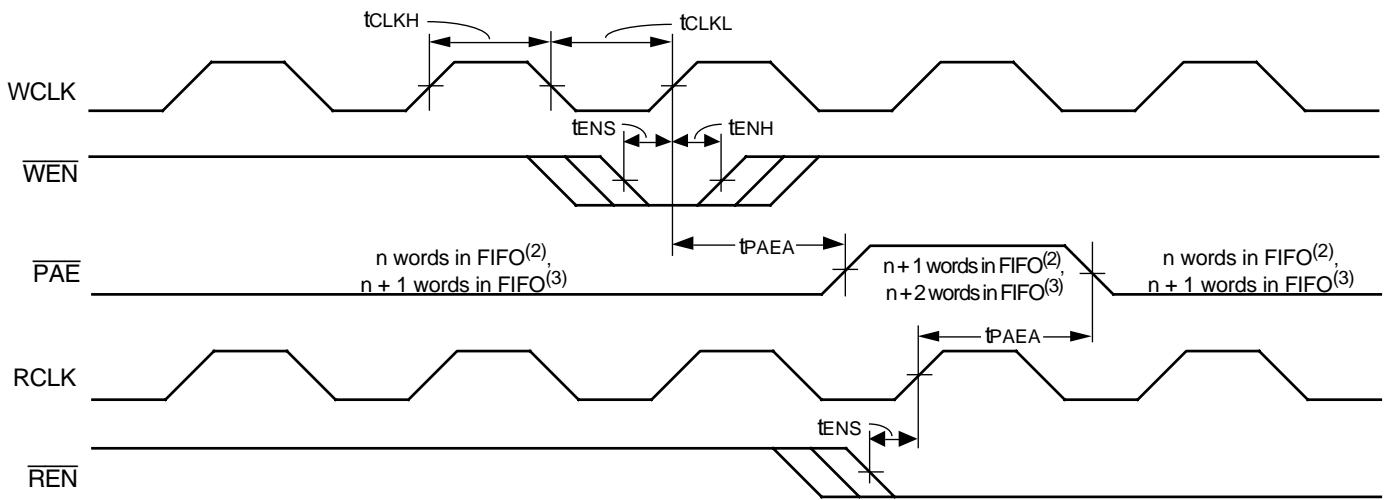 tCLKH
tCLKL
WCLK
tENS
tENH
WEN
tPAEA
PAE
n words in FIFO(2),
n + 1 words in FIFO(3)
n + 1 words in FIFO(2),
n + 2 words in FIFO(3)
n words in FIFO(2),
n + 1 words in FIFO(3)
tPAEA
RCLK
tENS
REN